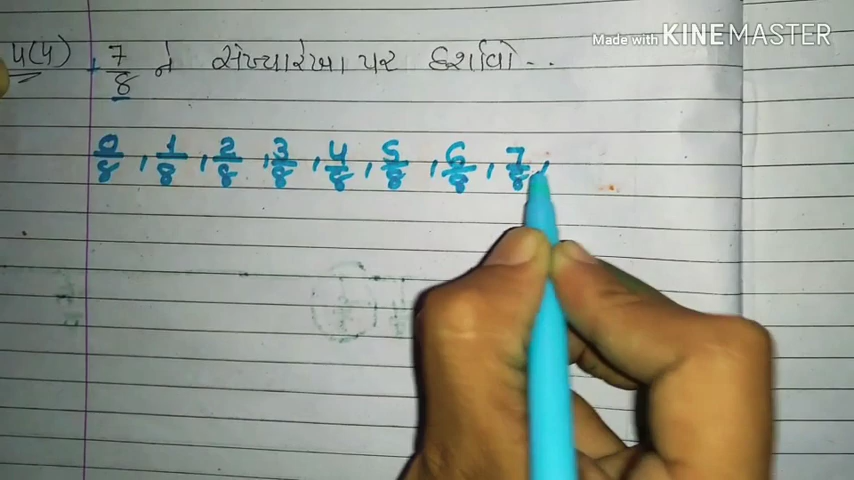 Made with KINEMASTER
૫(૫) 7/8 ને સંખ્યારેખા પર દર્શાવો..
0/8, 1/8, 2/8, 3/8, 4/8, 5/8, 6/8, 7/8,